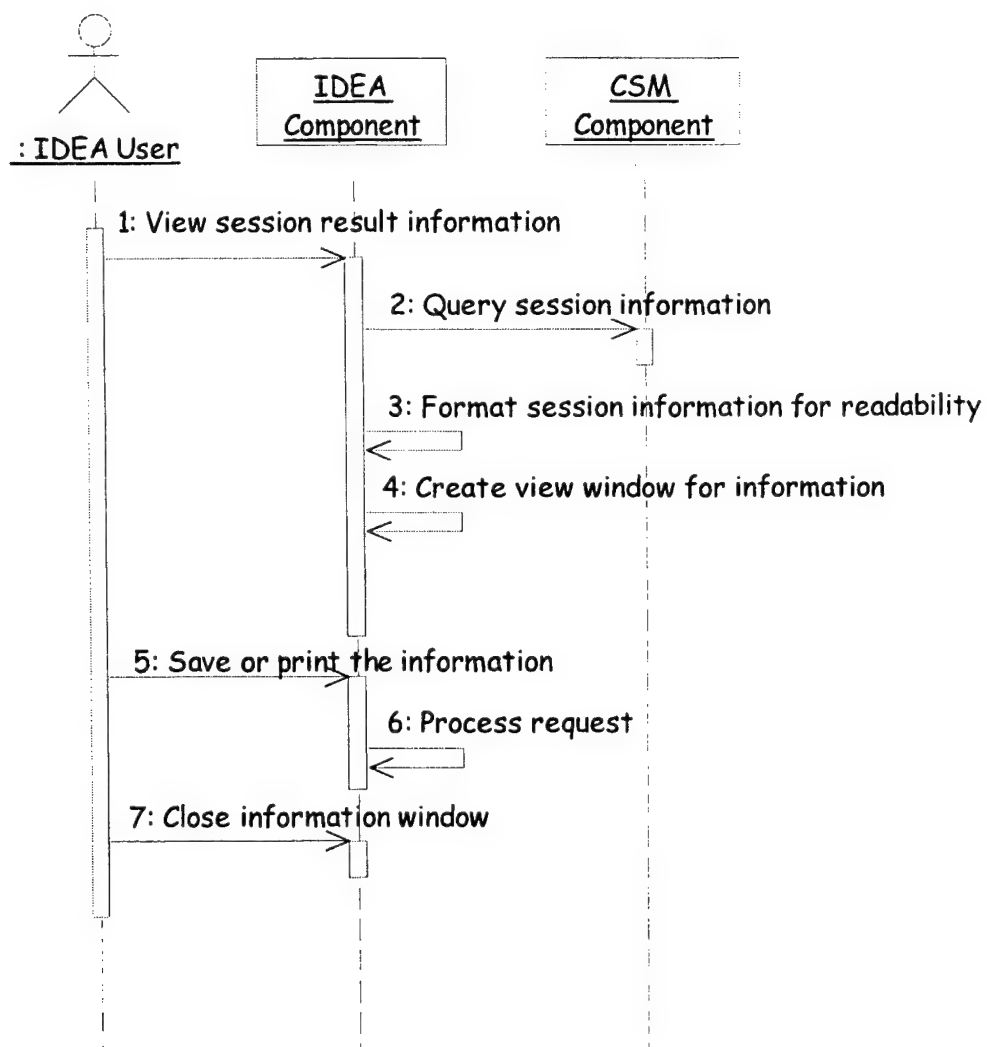 : IDEA User
IDEA
Component
CSM
Component
1: View session result information
2: Query session information
3: Format session information for readability
4: Create view window for information
5: Save or print the information
6: Process request
7: Close information window